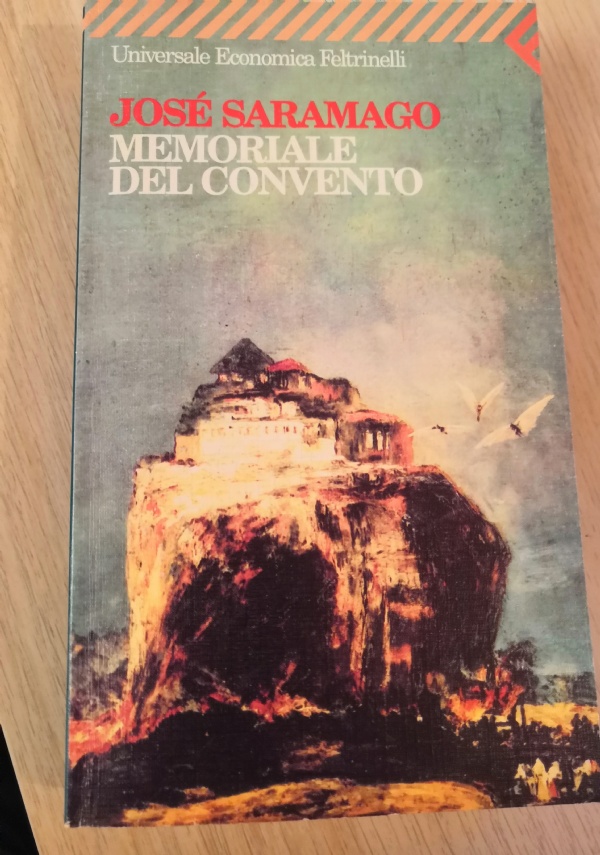 Universale Economica Feltrinelli
JOSÉ SARAMAGO
MEMORIALE
DEL CONVENTO